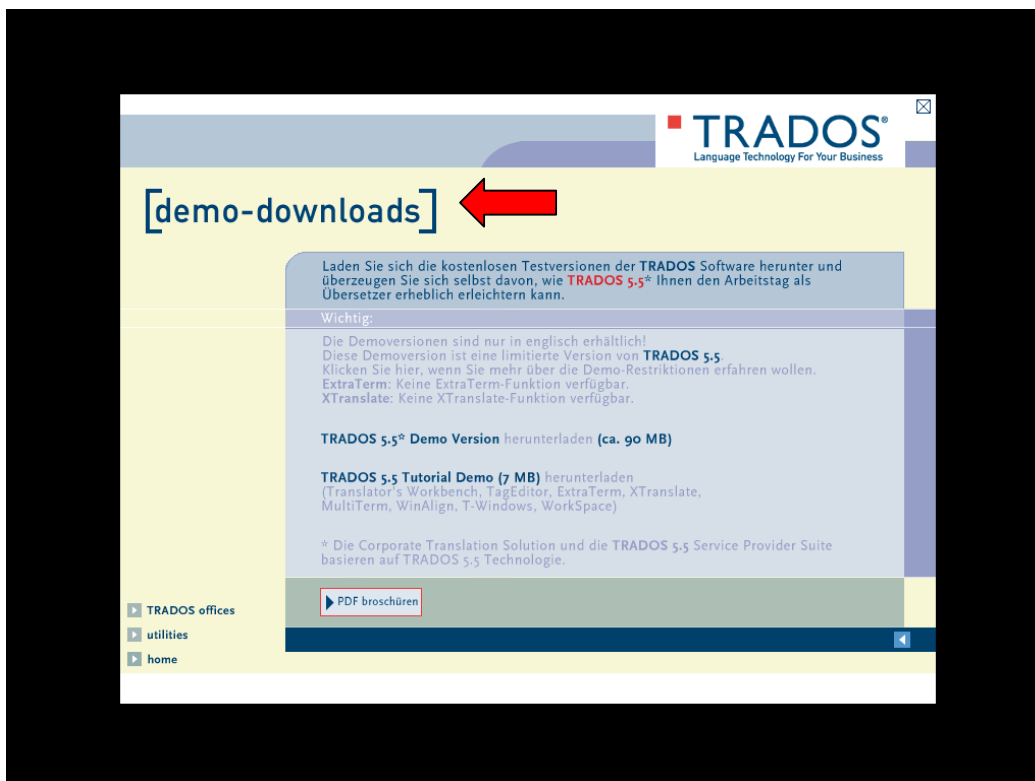 TRADOS®
Language Technology For Your Business
[demo-downloads]
Laden Sie sich die kostenlosen Testversionen der TRADOS Software herunter und
überzeugen Sie sich selbst davon, wie TRADOS 5.5* Ihnen den Arbeitstag als
Übersetzer erheblich erleichtern kann.
Wichtig:
Die Demoversionen sind nur in englisch erhältlich!
Diese Demoversion ist eine limitierte Version von TRADOS 5.5.
Klicken Sie hier, wenn Sie mehr über die Demo-Restriktionen erfahren wollen.
ExtraTerm: Keine ExtraTerm-Funktion verfügbar.
XTranslate: Keine XTranslate-Funktion verfügbar.
TRADOS 5.5* Demo Version herunterladen (ca. 90 MB)
TRADOS 5.5 Tutorial Demo (7 MB) herunterladen
(Translator's Workbench, TagEditor, ExtraTerm, XTranslate,
MultiTerm, WinAlign, T-Windows, WorkSpace)
* Die Corporate Translation Solution und die TRADOS 5.5 Service Provider Suite
basieren auf TRADOS 5.5 Technologie.
PDF broschüren
TRADOS offices
utilities
home